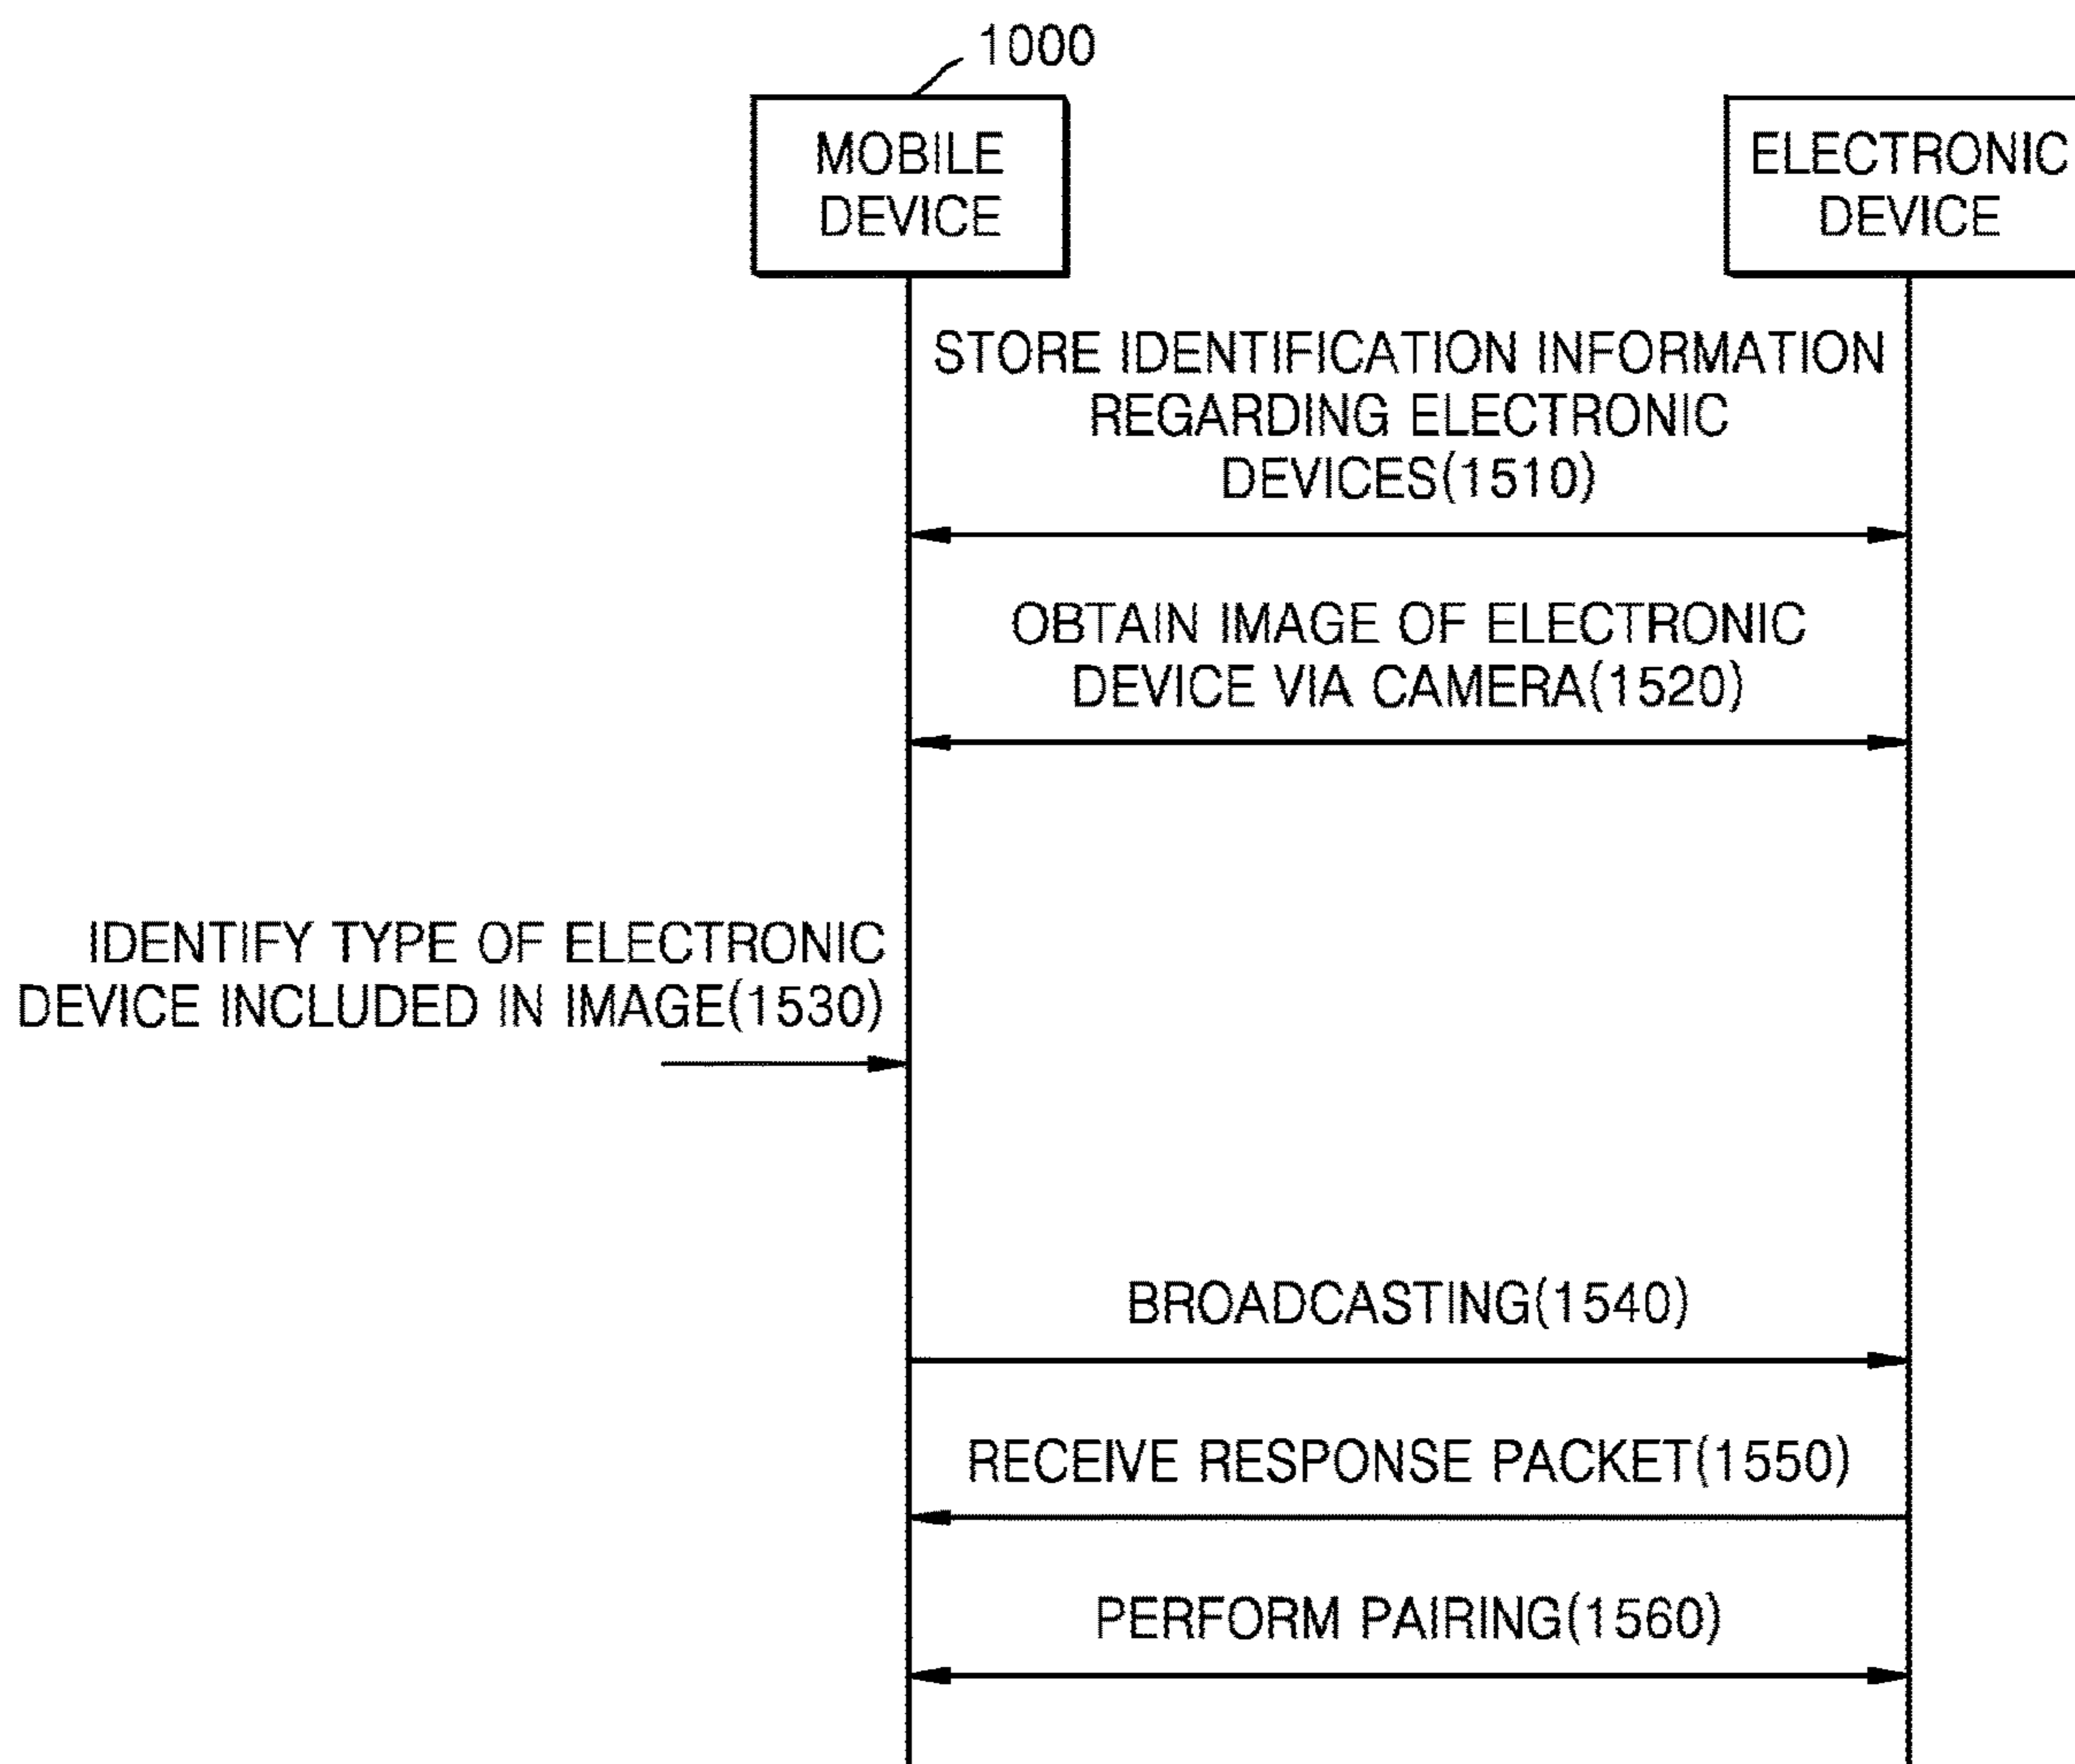 1000
MOBILE
DEVICE
ELECTRONIC
DEVICE
STORE IDENTIFICATION INFORMATION
REGARDING ELECTRONIC
DEVICES(1510)
OBTAIN IMAGE OF ELECTRONIC
DEVICE VIA CAMERA(1520)
IDENTIFY TYPE OF ELECTRONIC
DEVICE INCLUDED IN IMAGE(1530)
BROADCASTING(1540)
RECEIVE RESPONSE PACKET(1550)
PERFORM PAIRING(1560)